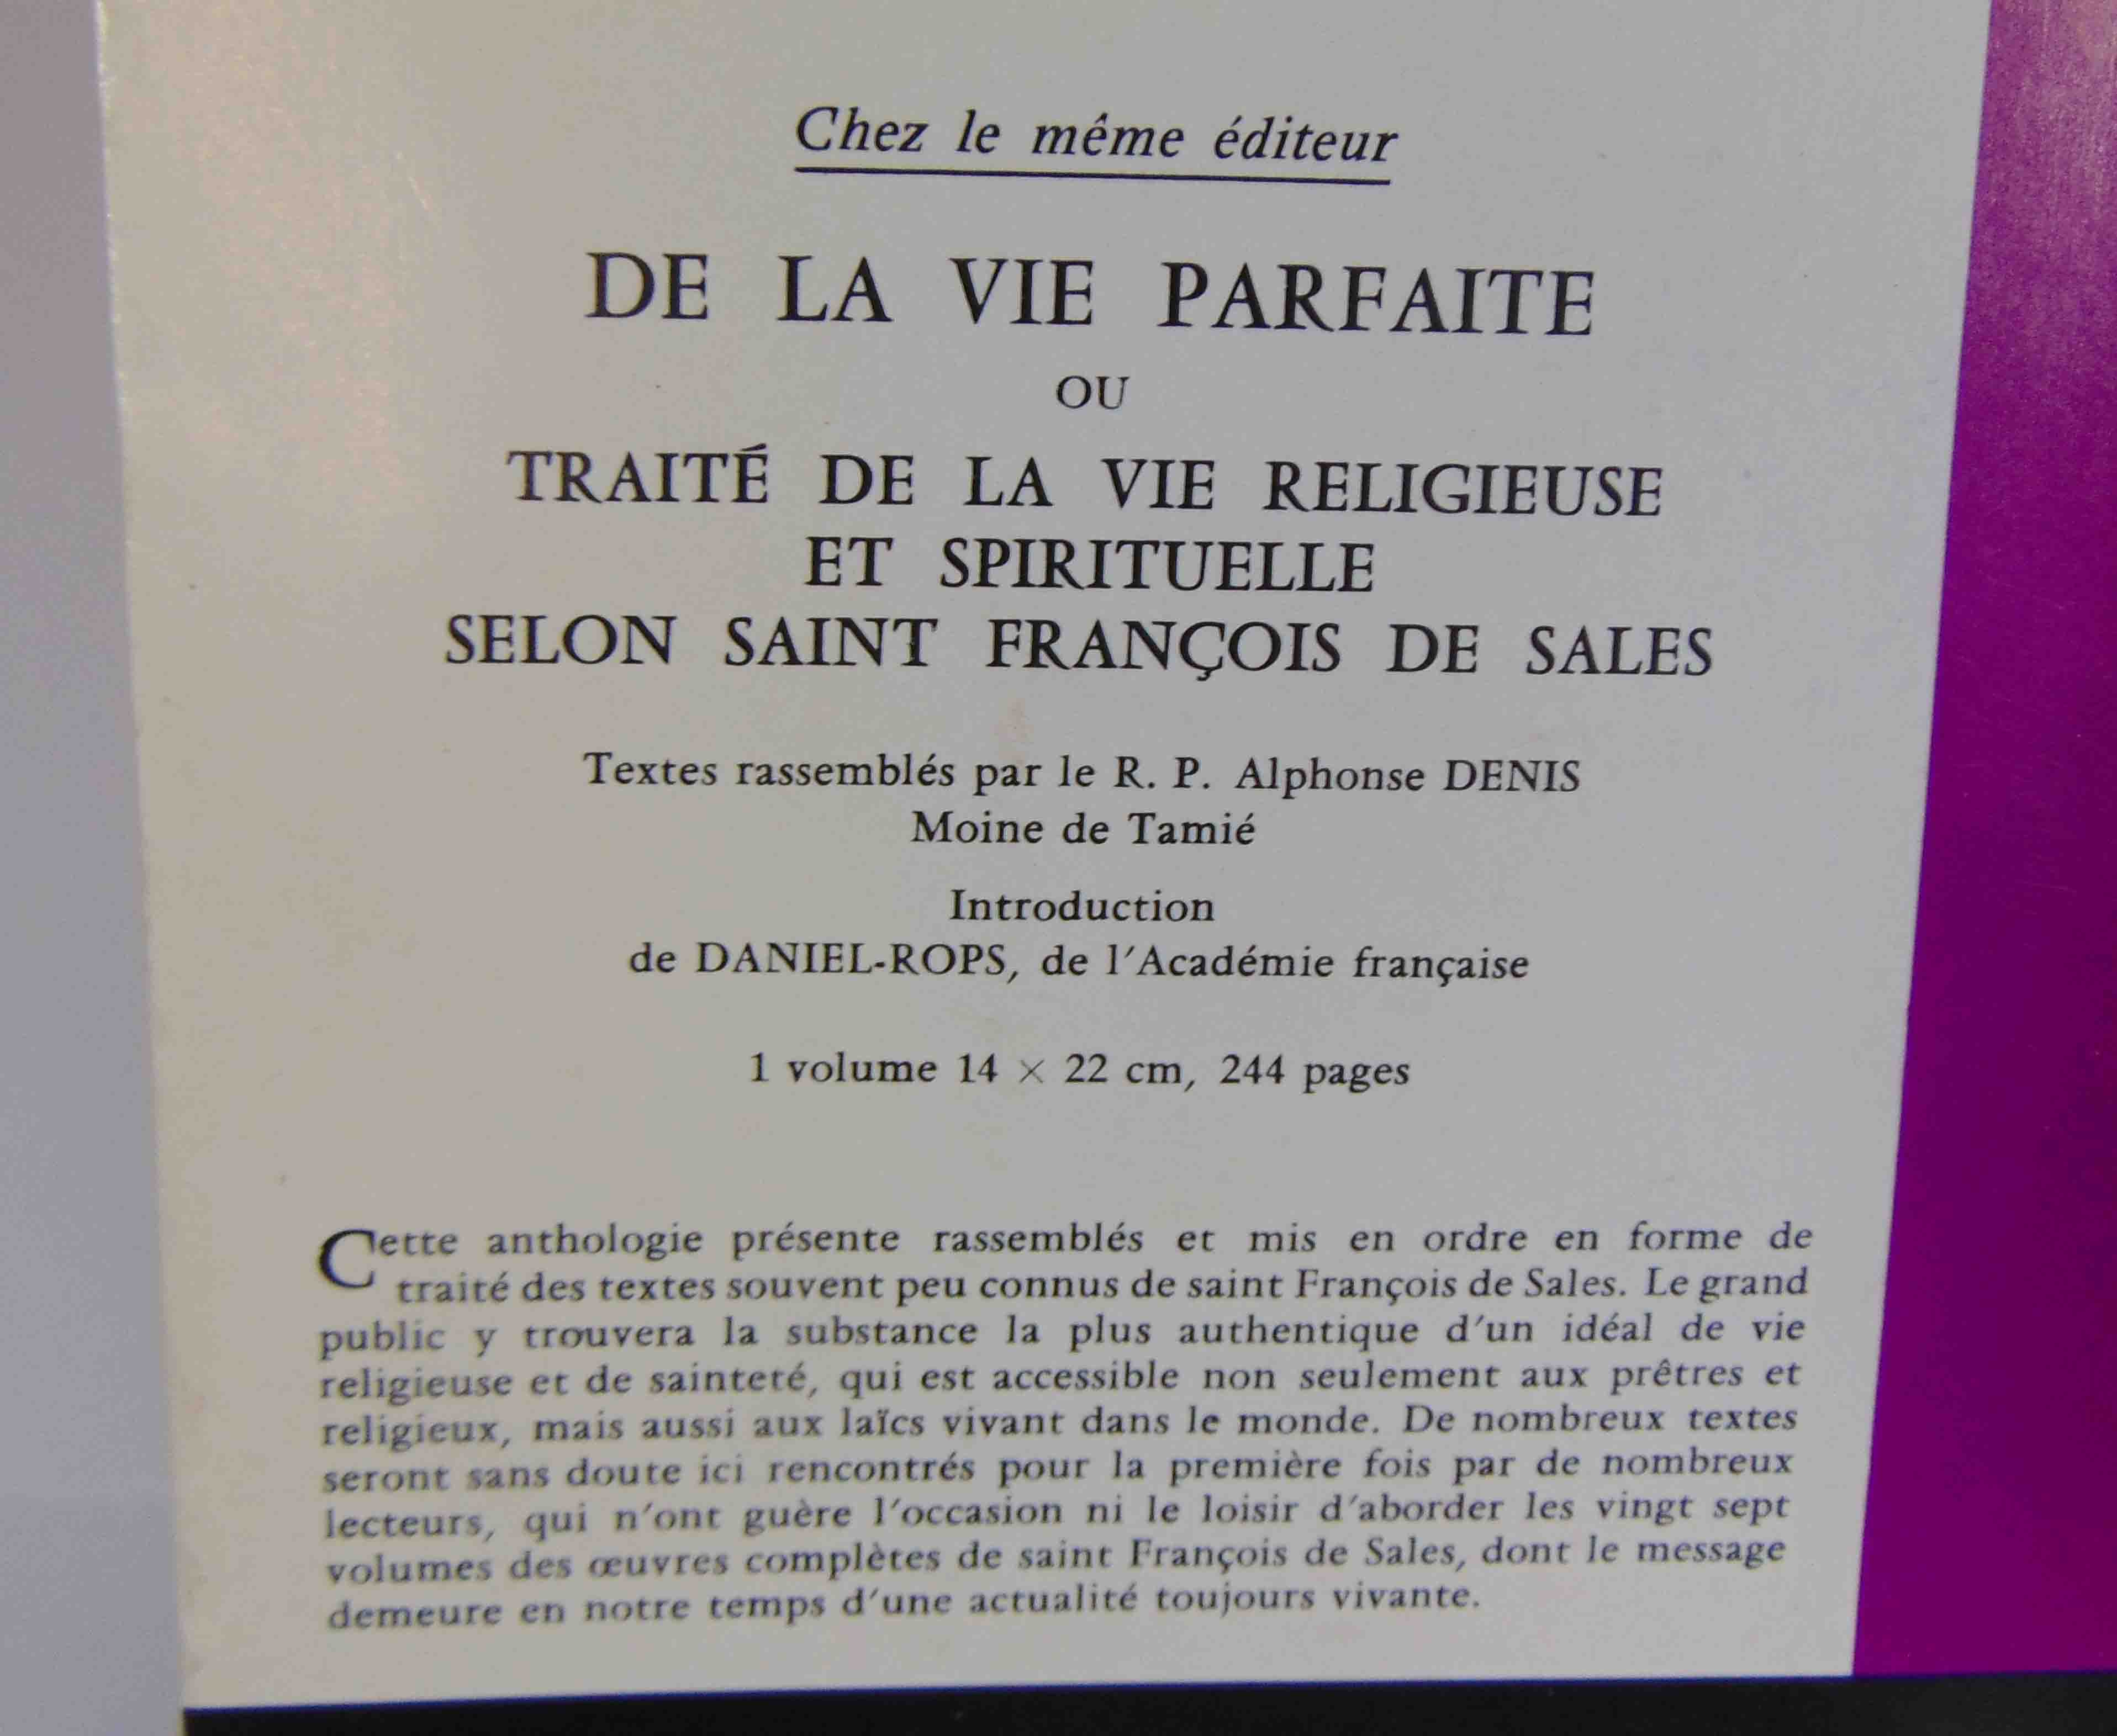 Chez le même éditeur
DE LA VIE PARFAITE
OU
TRAITÉ DE LA VIE RELIGIEUSE
ET SPIRITUELLE
SELON SAINT FRANÇOIS DE SALES
Textes rassemblés par le R. P. Alphonse DENIS
Moine de Tamié
Introduction
de DANIEL-ROPS, de l'Académie française
1 volume 14 × 22 cm, 244 pages
Cette anthologie présente rassemblés et mis en ordre en forme de
traité des textes souvent peu connus de saint François de Sales. Le grand
public y trouvera la substance la plus authentique d'un idéal de vie
religieuse et de sainteté, qui est accessible non seulement aux prêtres et
religieux, mais aussi aux laïcs vivant dans le monde. De nombreux textes
seront sans doute ici rencontrés pour la première fois par de nombreux
lecteurs, qui n'ont guère l'occasion ni le loisir d'aborder les vingt sept
volumes des œuvres complètes de saint François de Sales, dont le message
demeure en notre temps d'une actualité toujours vivante.